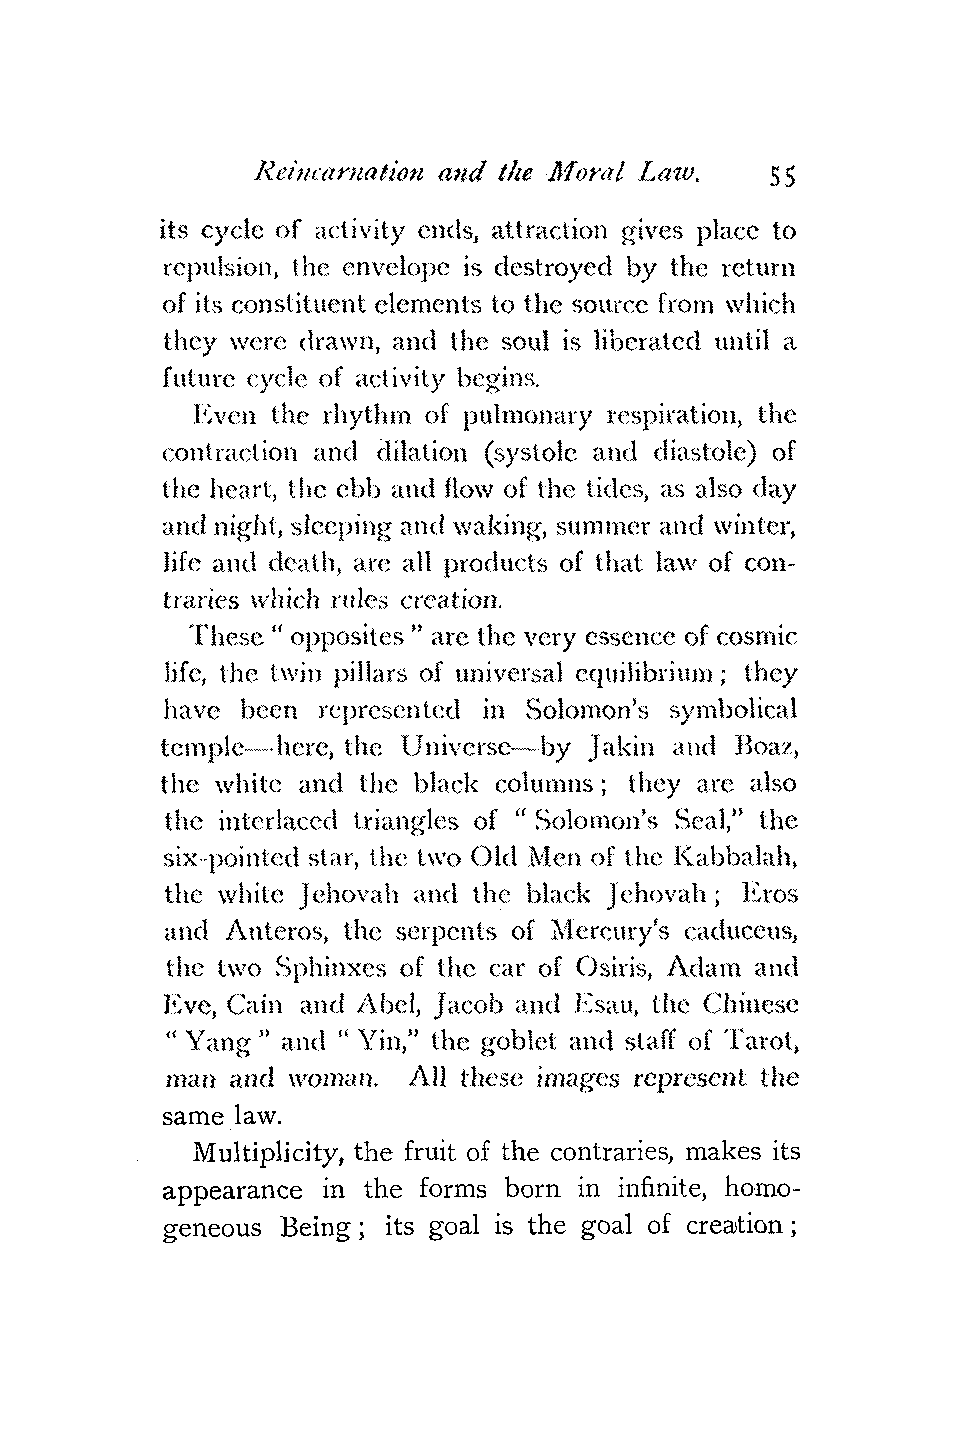 Reincarnation and the Moral Law. 55
its cycle of activity ends, attraction gives place to
repulsion, the envelope is destroyed by the return
of its constituent elements to the source from which
they were drawn, and the soul is liberated until a
future cycle of activity begins.
Even the rhythm of pulmonary respiration, the
contraction and dilation (systole and diastole) of
the heart, the ebb and flow of the tides, as also day
and night, sleeping and waking, summer and winter,
life and death, are all products of that law of con-
traries which rules creation.
These " opposites " are the very essence of cosmic
life, the twin pillars of universal equilibrium ; they
have been represented in Solomon's symbolical
temple—here, the Universe—by Jakin and Boaz,
the white and the black columns ; they are also
the interlaced triangles of " Solomon's Seal," the
six-pointed star, the two Old Men of the Kabbalah,
the white Jehovah and the black Jehovah ; Eros
and Anteros, the serpents of Mercury's caduceus,
the two Sphinxes of the car of Osiris, Adam and
Eve, Cain and Abel, Jacob and Esau, the Chinese
" Yang " and " Yin," the goblet and staff of Tarot,
man and woman. All these images represent the
same law.
Multiplicity, the fruit of the contraries, makes its
appearance in the forms born in infinite, homo-
geneous Being ; its goal is the goal of creation ;